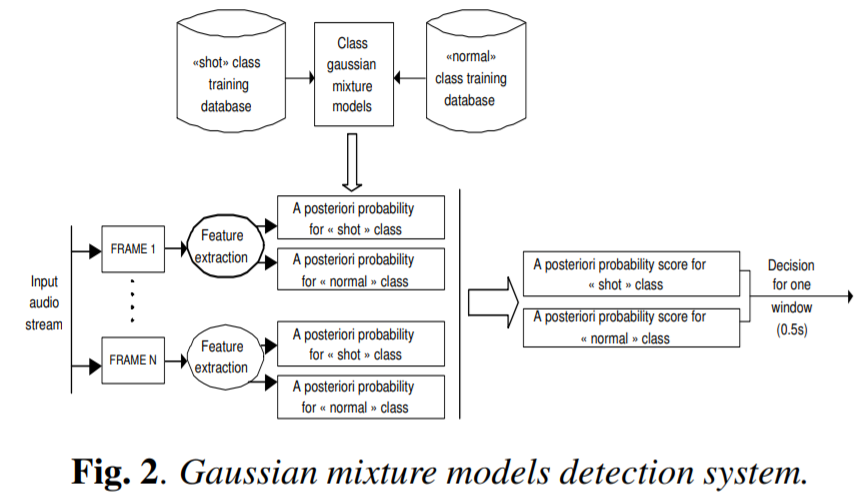 «shot» class
training
database
Class
gaussian
mixture
models
«normal»
class training
database
Input
audio
stream
FRAME 1
Feature
extraction
A posteriori probability
for « shot » class
A posteriori probability
for « normal » class
FRAME N
Feature
extraction
A posteriori probability
for « shot » class
A posteriori probability
for « normal » class
A posteriori probability score for
« shot » class
A posteriori probability score for
« normal » class
Decision
for one
window
(0.5s)
Fig. 2. Gaussian mixture models detection system.